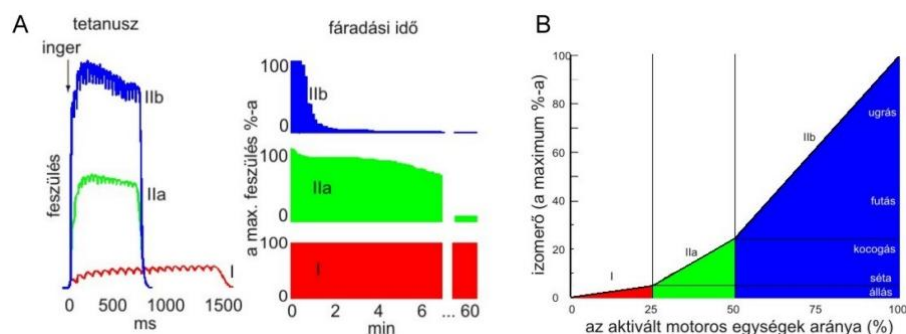 A
tetanusz
inger
feszülés
IIb
IIa
I
0 500 1000 1500
ms
fáradási idő
a max. feszülés %-a
100
IIb
0
100
IIa
0
100
I
0
0 2 4 6 ... 60
min
B
izomerő (a maximum %-a)
100
80
60
40
20
0
I
IIa
IIb
ugrás
futás
kocogás
séta
állás
0 25 50 75 100
az aktivált motoros egységek aránya (%)